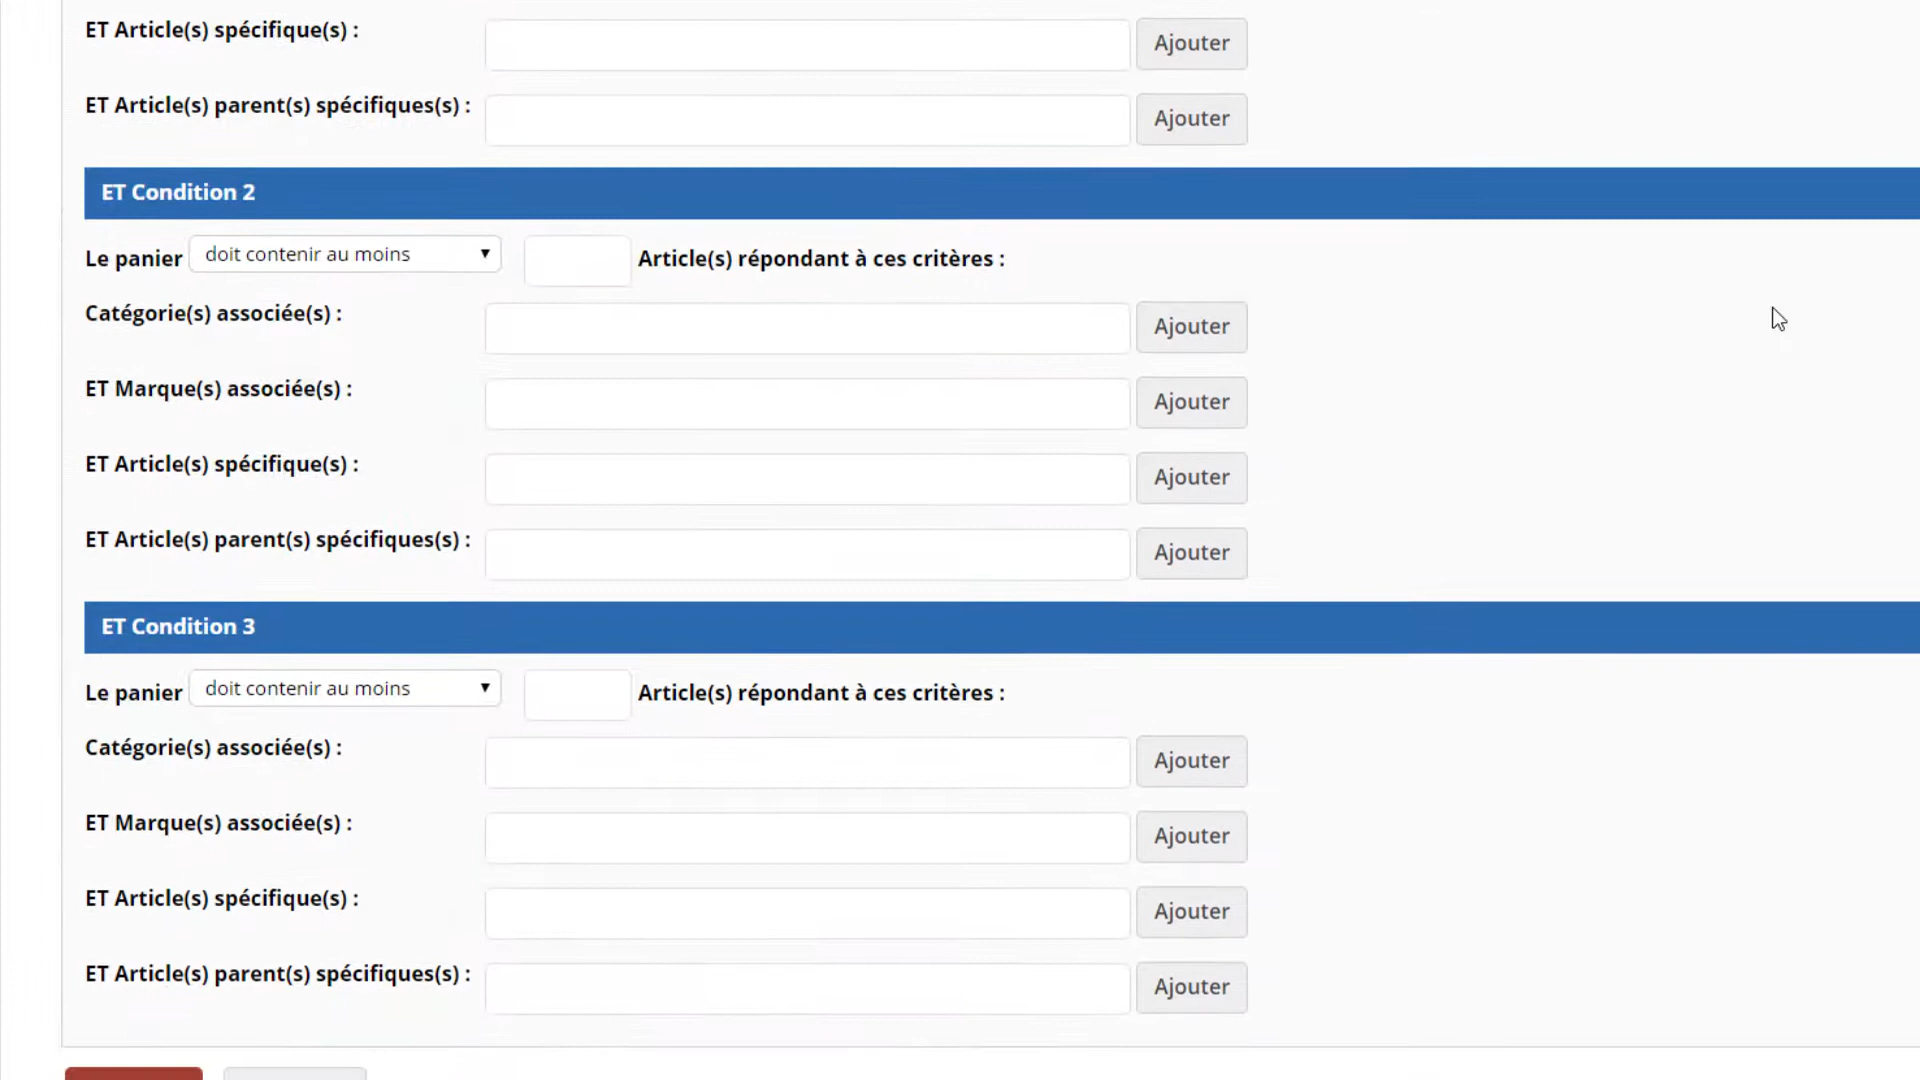 ET Article(s) spécifique(s) : Ajouter
ET Article(s) parent(s) spécifiques(s) : Ajouter
ET Condition 2
Le panier doit contenir au moins Article(s) répondant à ces critères :
Catégorie(s) associée(s) : Ajouter
ET Marque(s) associée(s) : Ajouter
ET Article(s) spécifique(s) : Ajouter
ET Article(s) parent(s) spécifiques(s) : Ajouter
ET Condition 3
Le panier doit contenir au moins Article(s) répondant à ces critères :
Catégorie(s) associée(s) : Ajouter
ET Marque(s) associée(s) : Ajouter
ET Article(s) spécifique(s) : Ajouter
ET Article(s) parent(s) spécifiques(s) : Ajouter